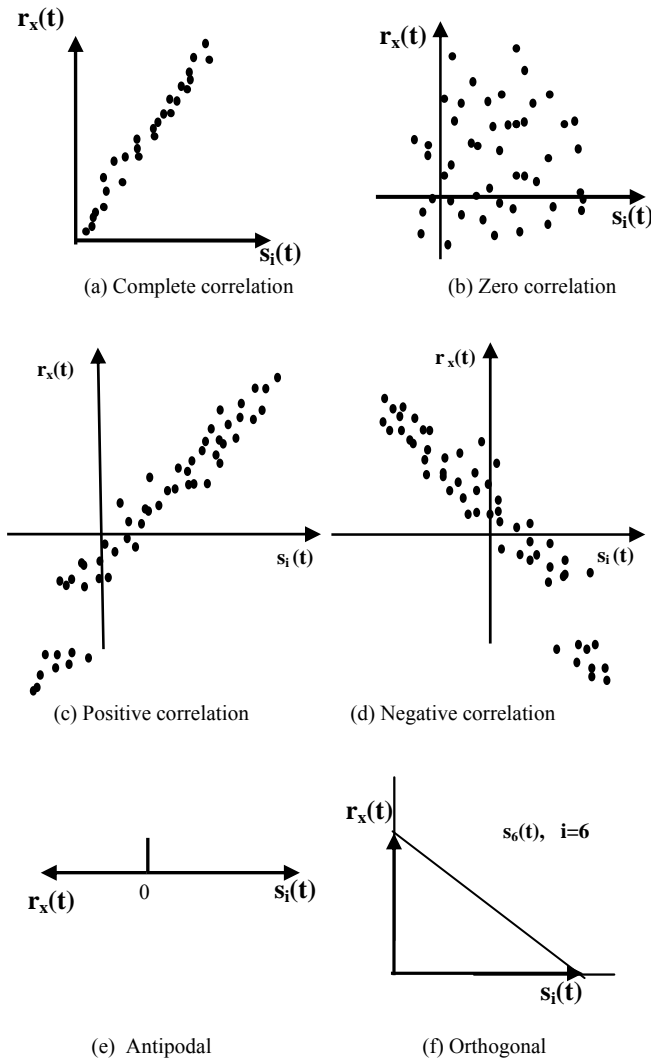 rₓ(t)
sᵢ(t)
(a) Complete correlation
rₓ(t)
sᵢ(t)
(b) Zero correlation
rₓ(t)
sᵢ(t)
(c) Positive correlation
rₓ(t)
sᵢ(t)
(d) Negative correlation
rₓ(t)
0
sᵢ(t)
(e) Antipodal
rₓ(t)
s₆(t), i=6
sᵢ(t)
(f) Orthogonal